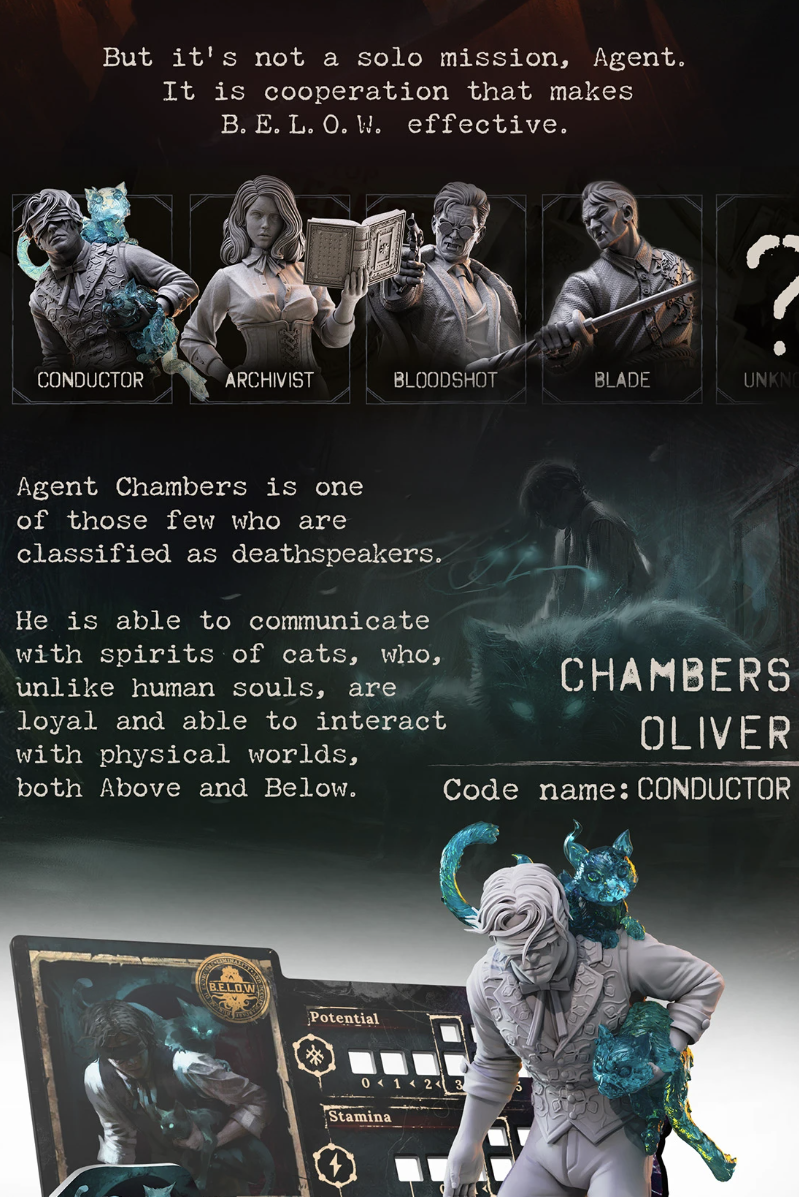 But it's not a solo mission, Agent.
It is cooperation that makes
B.E.L.O.W. effective.
CONDUCTOR
ARCHIVIST
BLOODSHOT
BLADE
UNKN
Agent Chambers is one
of those few who are
classified as deathspeakers.
He is able to communicate
with spirits of cats, who,
unlike human souls, are
loyal and able to interact
with physical worlds,
both Above and Below.
CHAMBERS
OLIVER
Code name: CONDUCTOR
B.E.L.O.W
Potential
0 1 2 3 5
Stamina